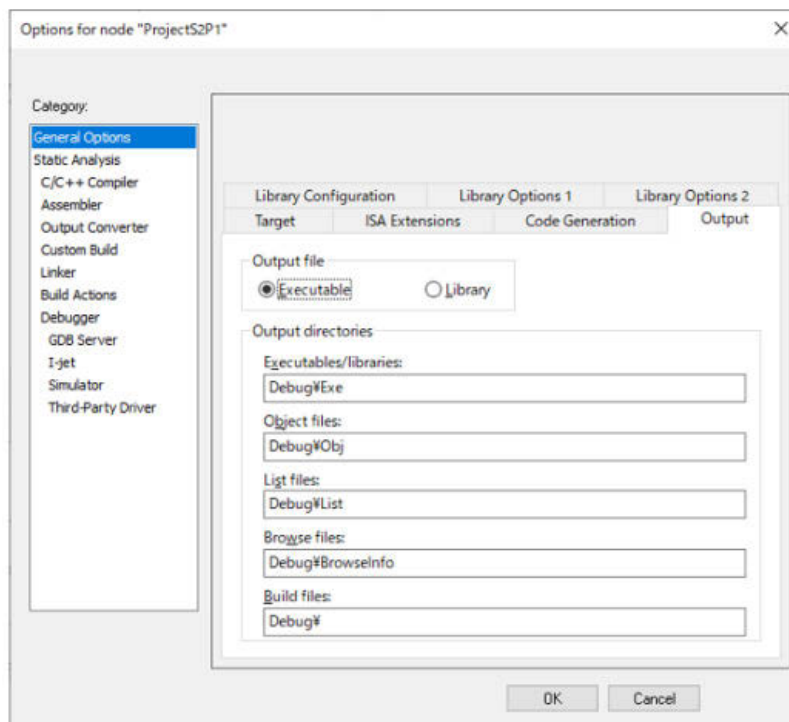 Options for node "ProjectS2P1"
Category:
General Options
Static Analysis
C/C++ Compiler
Assembler
Output Converter
Custom Build
Linker
Build Actions
Debugger
GDB Server
I-jet
Simulator
Third-Party Driver
Library Configuration Library Options 1 Library Options 2
Target ISA Extensions Code Generation Output
Output file
Executable Library
Output directories
Executables/libraries:
Debug¥Exe
Object files:
Debug¥Obj
List files:
Debug¥List
Browse files:
Debug¥BrowseInfo
Build files:
Debug¥
OK Cancel